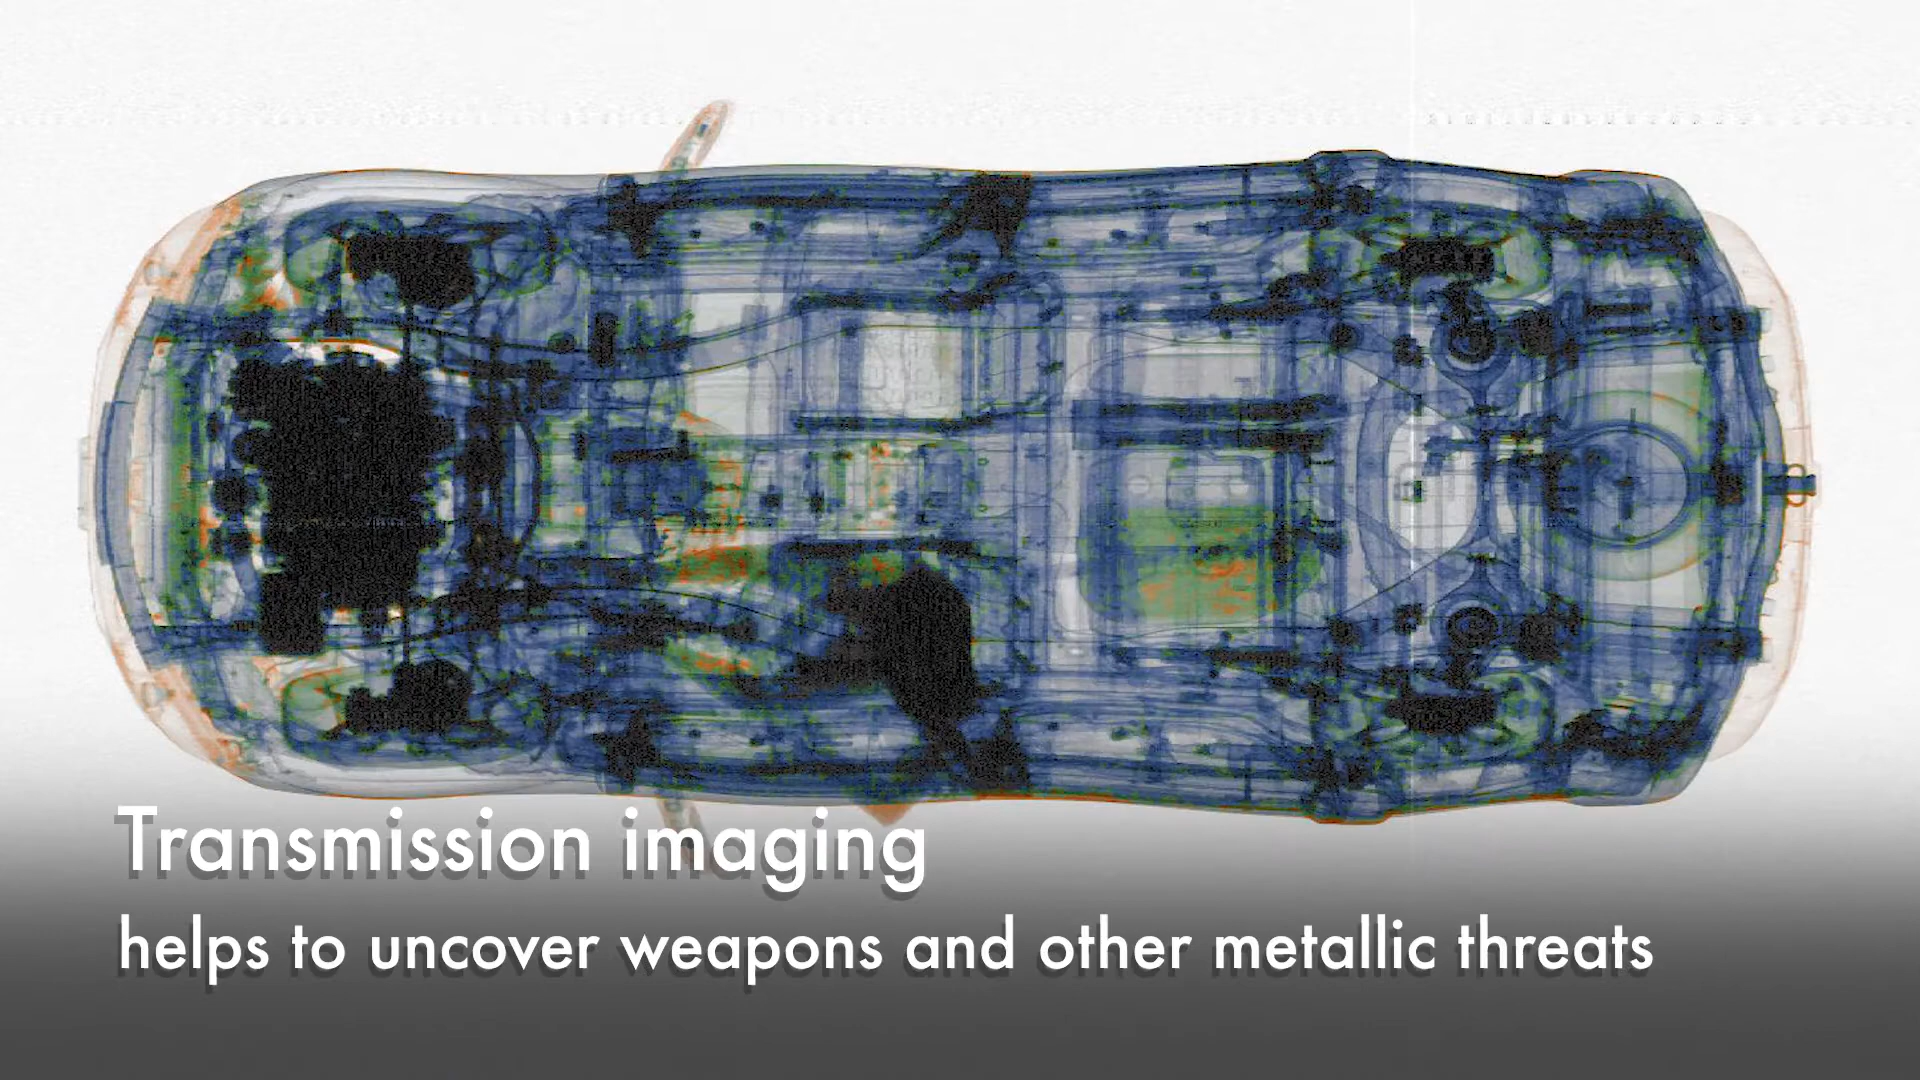 Transmission imaging
helps to uncover weapons and other metallic threats